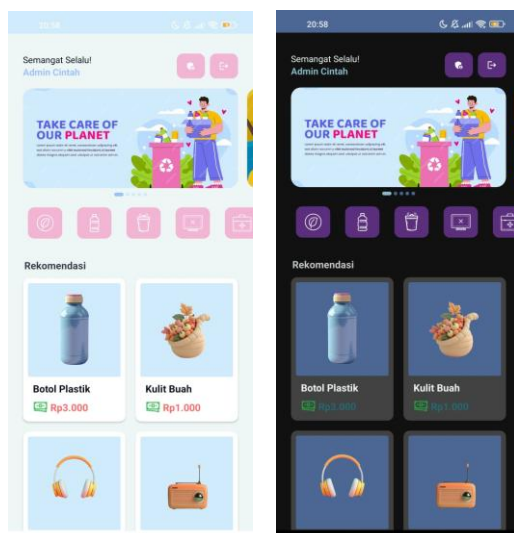 20:58
Semangat Selalu!
Admin Cintah
TAKE CARE OF
OUR PLANET
Rekomendasi
Botol Plastik
Rp3.000
Kulit Buah
Rp1.000
20:58
Semangat Selalu!
Admin Cintah
TAKE CARE OF
OUR PLANET
Rekomendasi
Botol Plastik
Rp3.000
Kulit Buah
Rp1.000